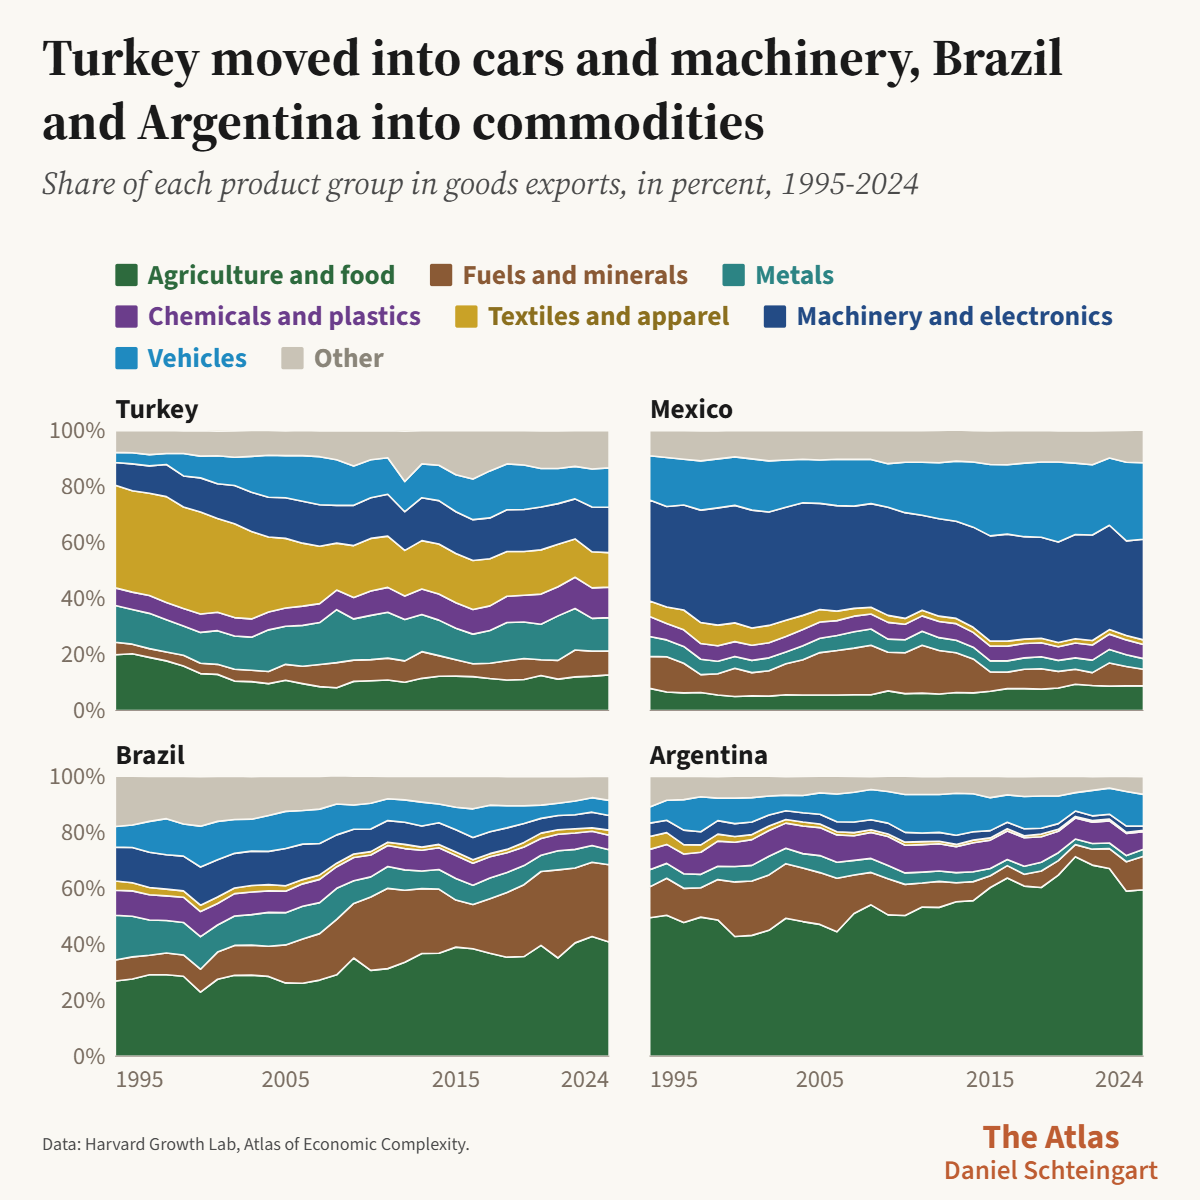 Turkey moved into cars and machinery, Brazil
and Argentina into commodities
Share of each product group in goods exports, in percent, 1995-2024
Agriculture and food
Fuels and minerals
Metals
Chemicals and plastics
Textiles and apparel
Machinery and electronics
Vehicles
Other
Turkey
Mexico
100%
80%
60%
40%
20%
0%
Brazil
Argentina
100%
80%
60%
40%
20%
0%
1995
2005
2015
2024
1995
2005
2015
2024
Data: Harvard Growth Lab, Atlas of Economic Complexity.
The Atlas
Daniel Schteingart